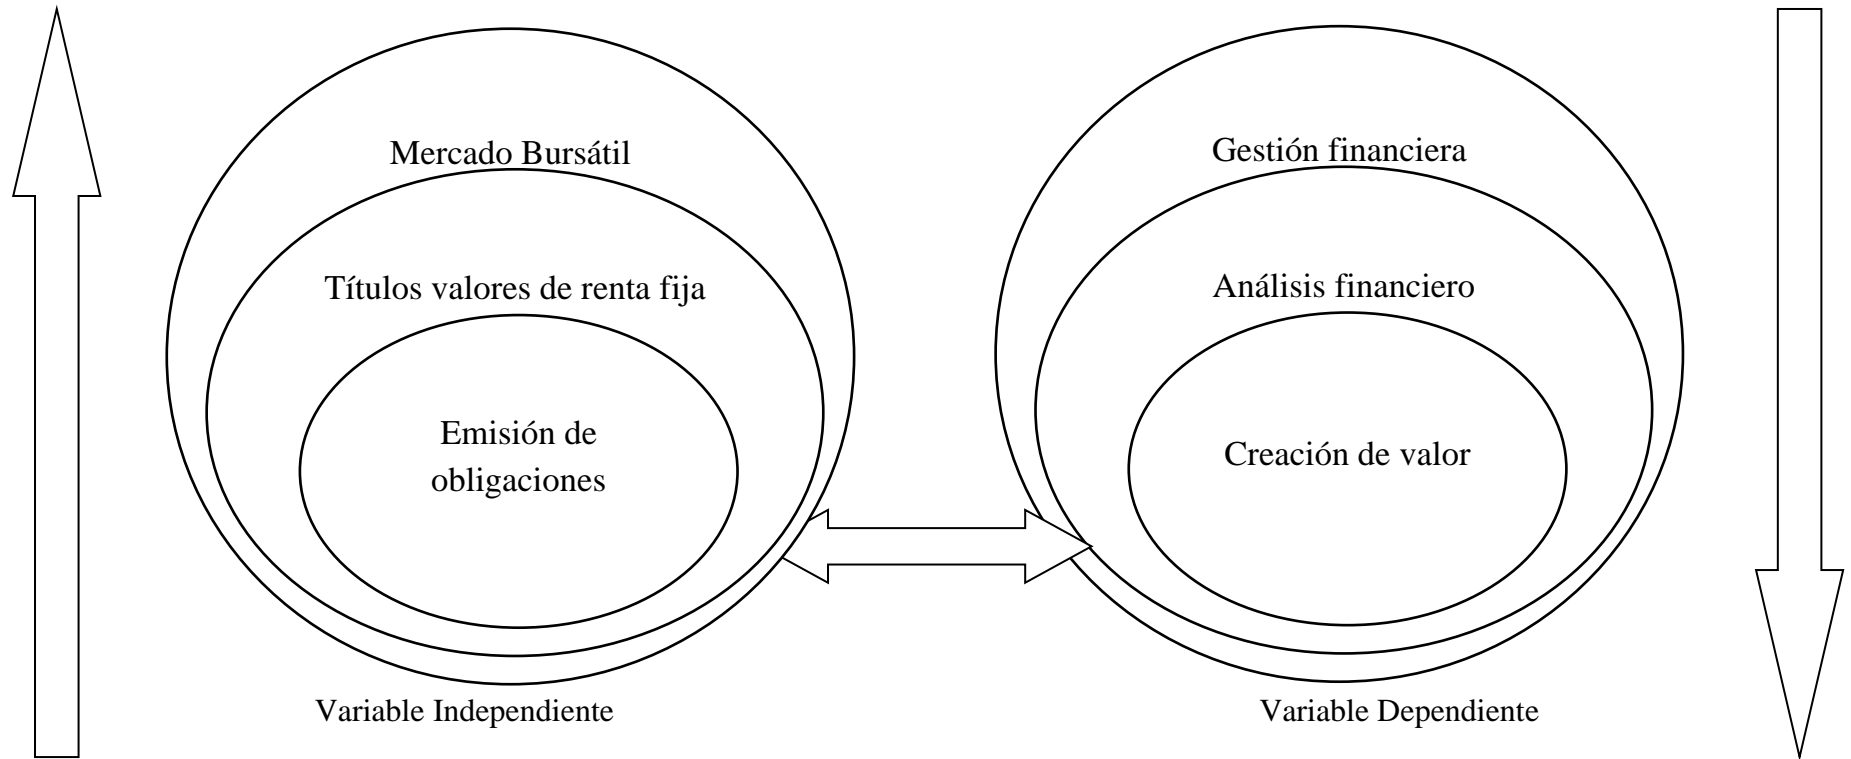 Mercado Bursátil
Títulos valores de renta fija
Emisión de
obligaciones
Variable Independiente
Gestión financiera
Análisis financiero
Creación de valor
Variable Dependiente